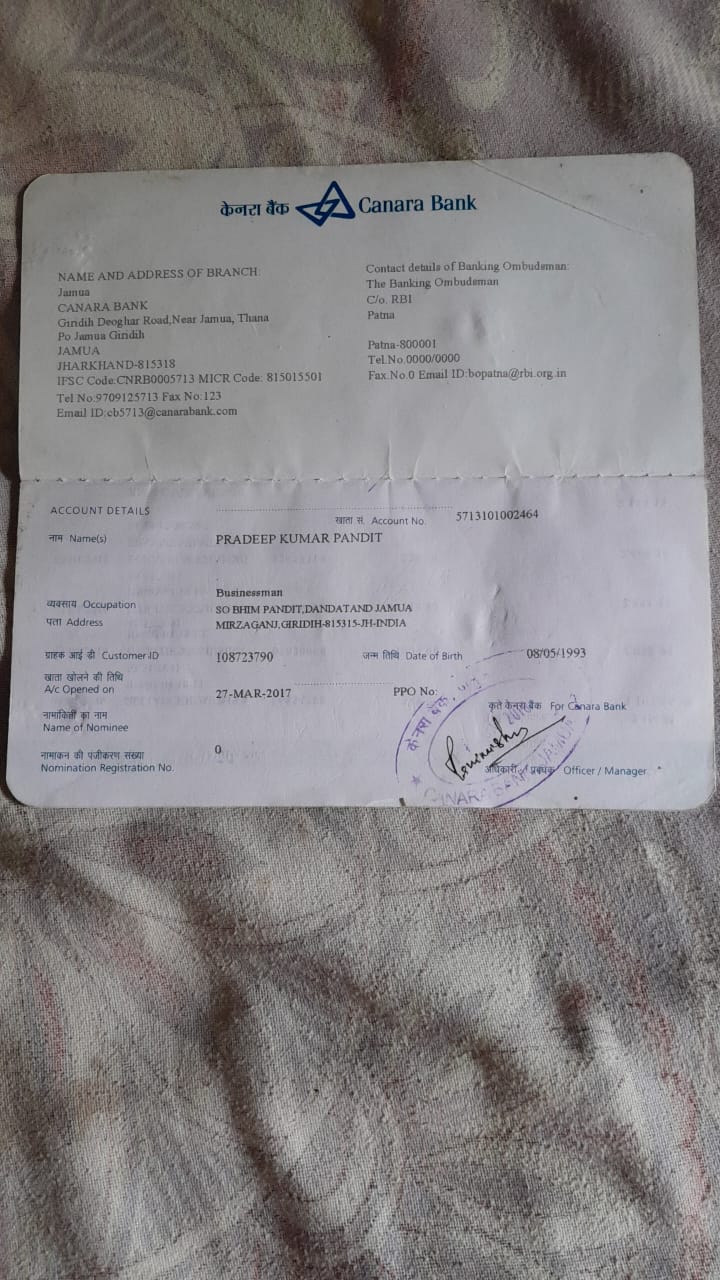 केनरा बैंक Canara Bank
NAME AND ADDRESS OF BRANCH:
Jamua
CANARA BANK
Giridih Deoghar Road,Near Jamua, Thana
Po Jamua Giridih
JAMUA
JHARKHAND-815318
IFSC Code:CNRB0005713 MICR Code: 815015501
Tel No:9709125713 Fax No:123
Email ID:cb5713@canarabank.com
Contact details of Banking Ombudsman:
The Banking Ombudsman
C/o. RBI
Patna
Patna-800001
Tel.No.0000/0000
Fax.No.0 Email ID:bopatna@rbi.org.in
ACCOUNT DETAILS
खाता सं. Account No. 5713101002464
नाम Name(s) PRADEEP KUMAR PANDIT
व्यवसाय Occupation Businessman
पता Address SO BHIM PANDIT,DANDATAND JAMUA
MIRZAGANJ,GIRIDIH-815315-JH-INDIA
ग्राहक आई डी Customer ID 108723790 जन्म तिथि Date of Birth 08/05/1993
खाता खोलने की तिथि
A/c Opened on 27-MAR-2017 PPO No:
कृते केनरा बैंक For Canara Bank
नामांकिती का नाम
Name of Nominee
नामांकन की पंजीकरण संख्या 0
Nomination Registration No.
अधिकारी / प्रबंधक Officer / Manager
केनरा बैंक
CANARA BANK